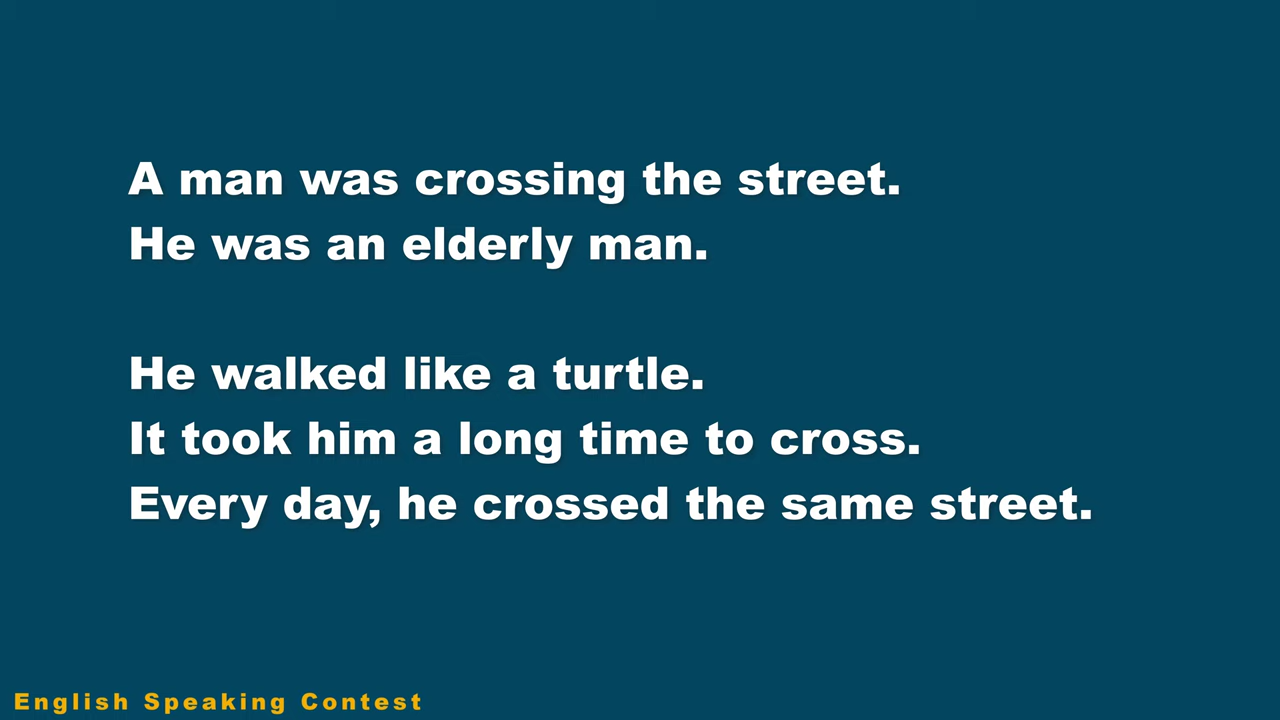 A man was crossing the street.
He was an elderly man.
He walked like a turtle.
It took him a long time to cross.
Every day, he crossed the same street.
English Speaking Contest